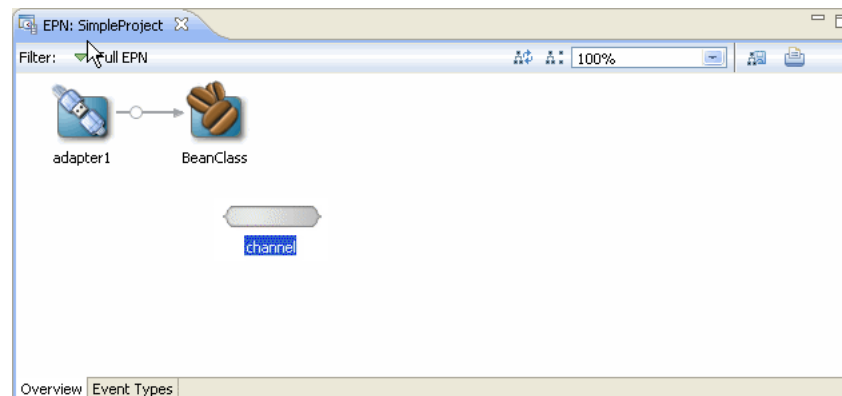 EPN: SimpleProject
Filter: Full EPN 100%
adapter1 BeanClass
channel
Overview Event Types